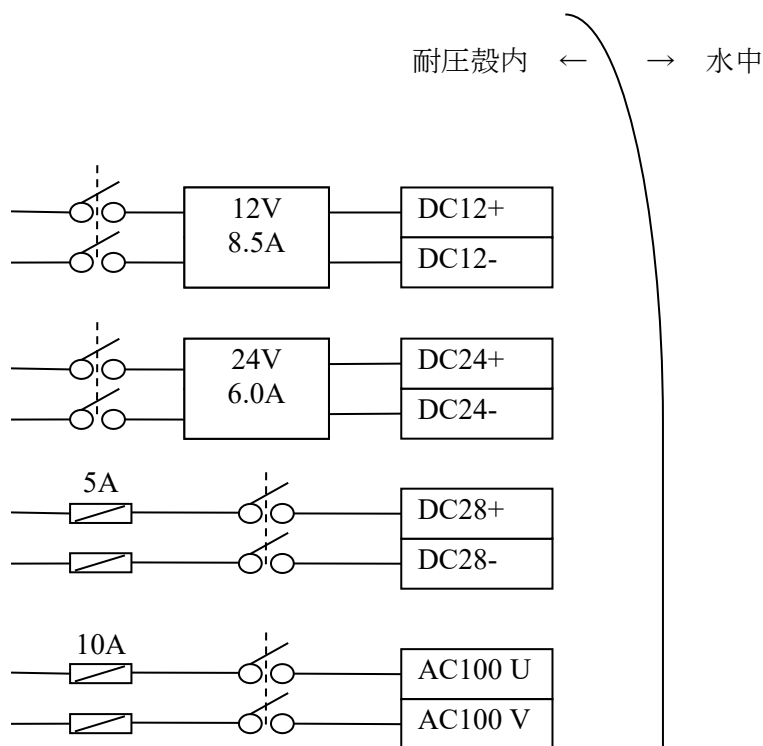 耐圧殻内 ← → 水中
12V
8.5A
DC12+
DC12-
24V
6.0A
DC24+
DC24-
5A
DC28+
DC28-
10A
AC100 U
AC100 V